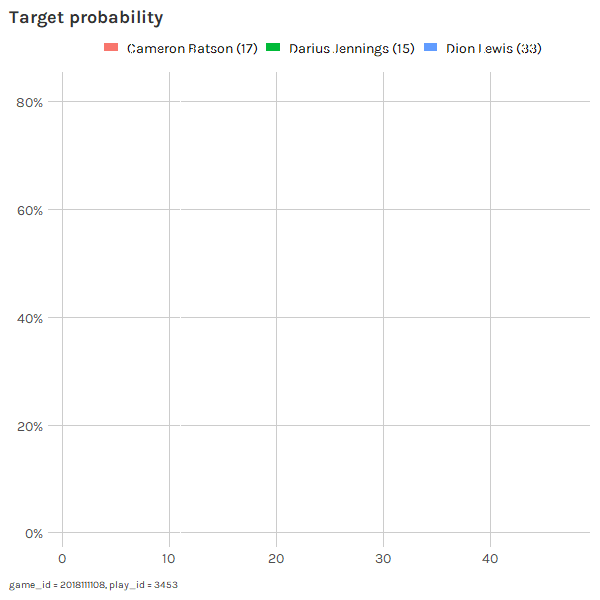 Target probability
Cameron Batson (17) Darius Jennings (15) Dion Lewis (33)
80%
60%
40%
20%
0%
0 10 20 30 40
game_id = 2018111108, play_id = 3453